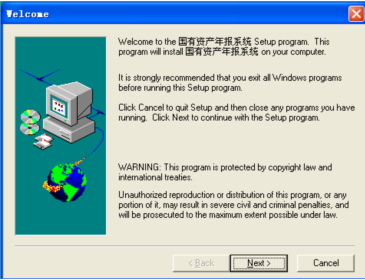 Welcome
Welcome to the 国有资产年报系统 Setup program. This
program will install 国有资产年报系统 on your computer.
It is strongly recommended that you exit all Windows programs
before running this Setup program.
Click Cancel to quit Setup and then close any programs you have
running. Click Next to continue with the Setup program.
WARNING: This program is protected by copyright law and
international treaties.
Unauthorized reproduction or distribution of this program, or any
portion of it, may result in severe civil and criminal penalties, and
will be prosecuted to the maximum extent possible under law.
< Back
Next >
Cancel